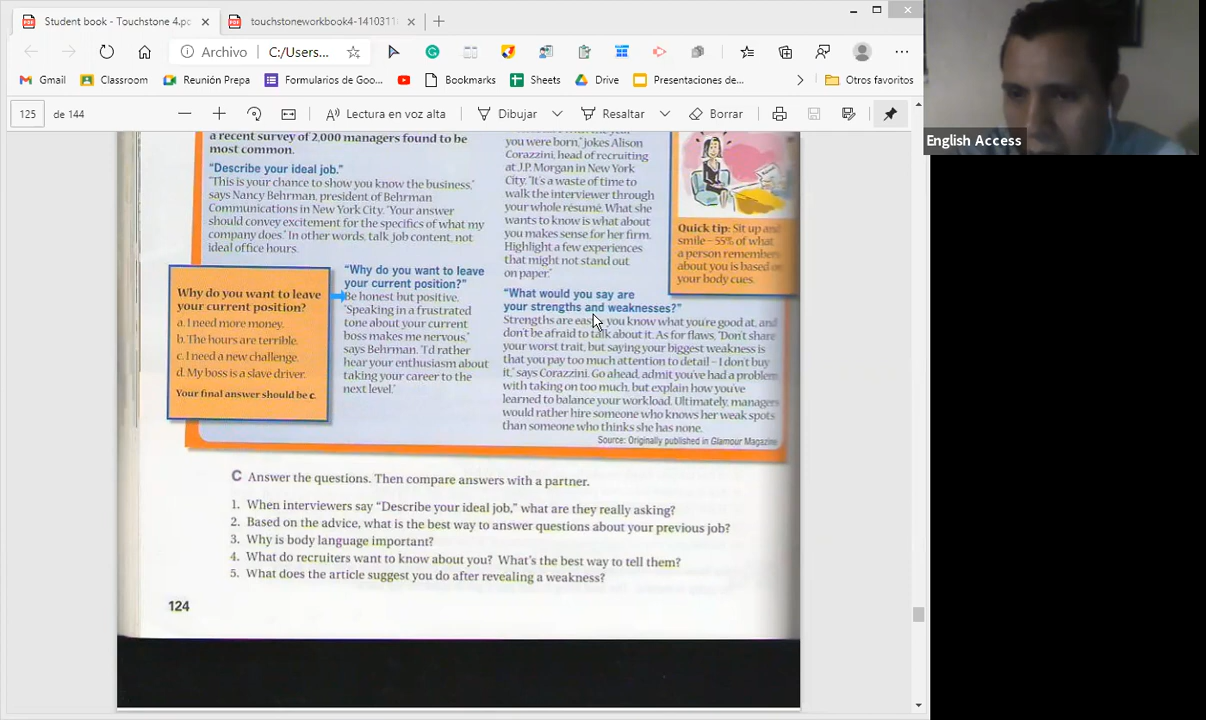 Student book - Touchstone 4.pc
touchstoneworkbook4-1410311
Archivo
C:/Users...
Gmail
Classroom
Reunión Prepa
Formularios de Goo...
Bookmarks
Sheets
Drive
Presentaciones de...
Otros favoritos
125
de 144
Lectura en voz alta
Dibujar
Resaltar
Borrar
English Access
a recent survey of 2,000 managers found to be
most common.
"Describe your ideal job."
"This is your chance to show you know the business,"
says Nancy Behrman, president of Behrman
Communications in New York City. "Your answer
should convey excitement for the specifics of what my
company does." In other words, talk job content, not
ideal office hours.
Why do you want to leave
your current position?
a. I need more money.
b. The hours are terrible.
c. I need a new challenge.
d. My boss is a slave driver.
Your final answer should be c.
"Why do you want to leave
your current position?"
Be honest but positive.
"Speaking in a frustrated
tone about your current
boss makes me nervous,"
says Behrman. "I'd rather
hear your enthusiasm about
taking your career to the
next level."
you were born," jokes Alison
Corazzini, head of recruiting
at J.P. Morgan in New York
City. "It's a waste of time to
walk the interviewer through
your whole résumé. What she
wants to know is what about
you makes sense for her firm.
Highlight a few experiences
that might not stand out
on paper."
"What would you say are
your strengths and weaknesses?"
Strengths are easy, you know what you're good at, and
don't be afraid to talk about it. As for flaws, "Don't share
your worst trait, but saying your biggest weakness is
that you pay too much attention to detail – I don't buy
it," says Corazzini. Go ahead, admit you've had a problem
with taking on too much, but explain how you've
learned to balance your workload. Ultimately, managers
would rather hire someone who knows her weak spots
than someone who thinks she has none.
Source: Originally published in Glamour Magazine
Quick tip: Sit up and
smile – 55% of what
a person remembers
about you is based on
your body cues.
C Answer the questions. Then compare answers with a partner.
1. When interviewers say "Describe your ideal job," what are they really asking?
2. Based on the advice, what is the best way to answer questions about your previous job?
3. Why is body language important?
4. What do recruiters want to know about you? What's the best way to tell them?
5. What does the article suggest you do after revealing a weakness?
124